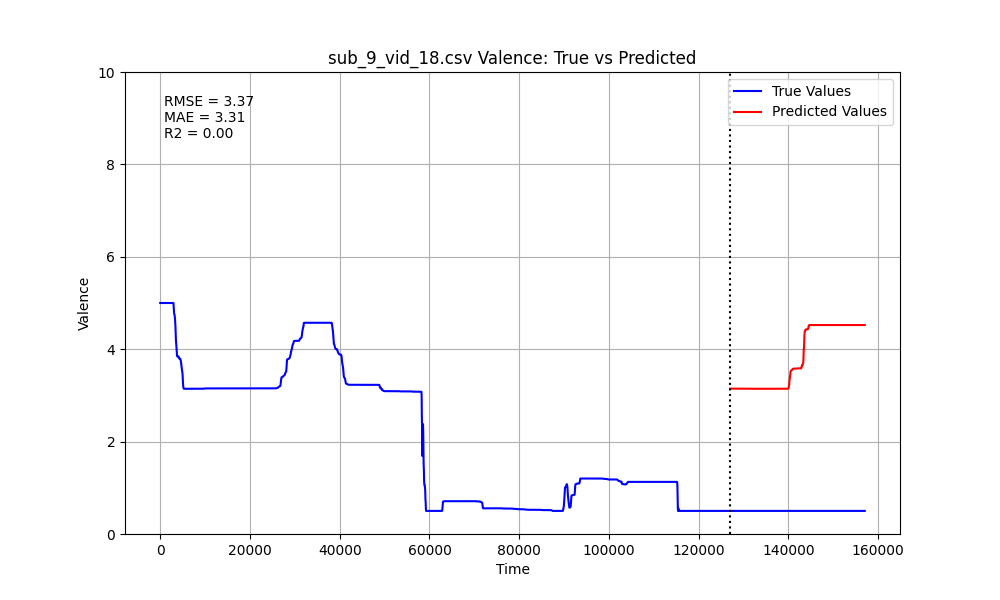 sub_9_vid_18.csv Valence: True vs Predicted
RMSE = 3.37
MAE = 3.31
R2 = 0.00
True Values
Predicted Values
Valence
10
8
6
4
2
0
0 20000 40000 60000 80000 100000 120000 140000 160000
Time